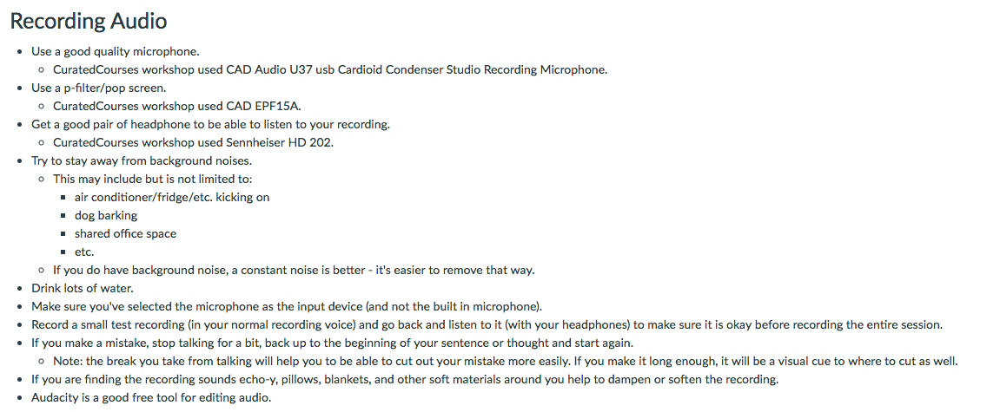 Recording Audio
Use a good quality microphone.
CuratedCourses workshop used CAD Audio U37 usb Cardioid Condenser Studio Recording Microphone.
Use a p-filter/pop screen.
CuratedCourses workshop used CAD EPF15A.
Get a good pair of headphone to be able to listen to your recording.
CuratedCourses workshop used Sennheiser HD 202.
Try to stay away from background noises.
This may include but is not limited to:
air conditioner/fridge/etc. kicking on
dog barking
shared office space
etc.
If you do have background noise, a constant noise is better - it's easier to remove that way.
Drink lots of water.
Make sure you've selected the microphone as the input device (and not the built in microphone).
Record a small test recording (in your normal recording voice) and go back and listen to it (with your headphones) to make sure it is okay before recording the entire session.
If you make a mistake, stop talking for a bit, back up to the beginning of your sentence or thought and start again.
Note: the break you take from talking will help you to be able to cut out your mistake more easily. If you make it long enough, it will be a visual cue to where to cut as well.
If you are finding the recording sounds echo-y, pillows, blankets, and other soft materials around you help to dampen or soften the recording.
Audacity is a good free tool for editing audio.